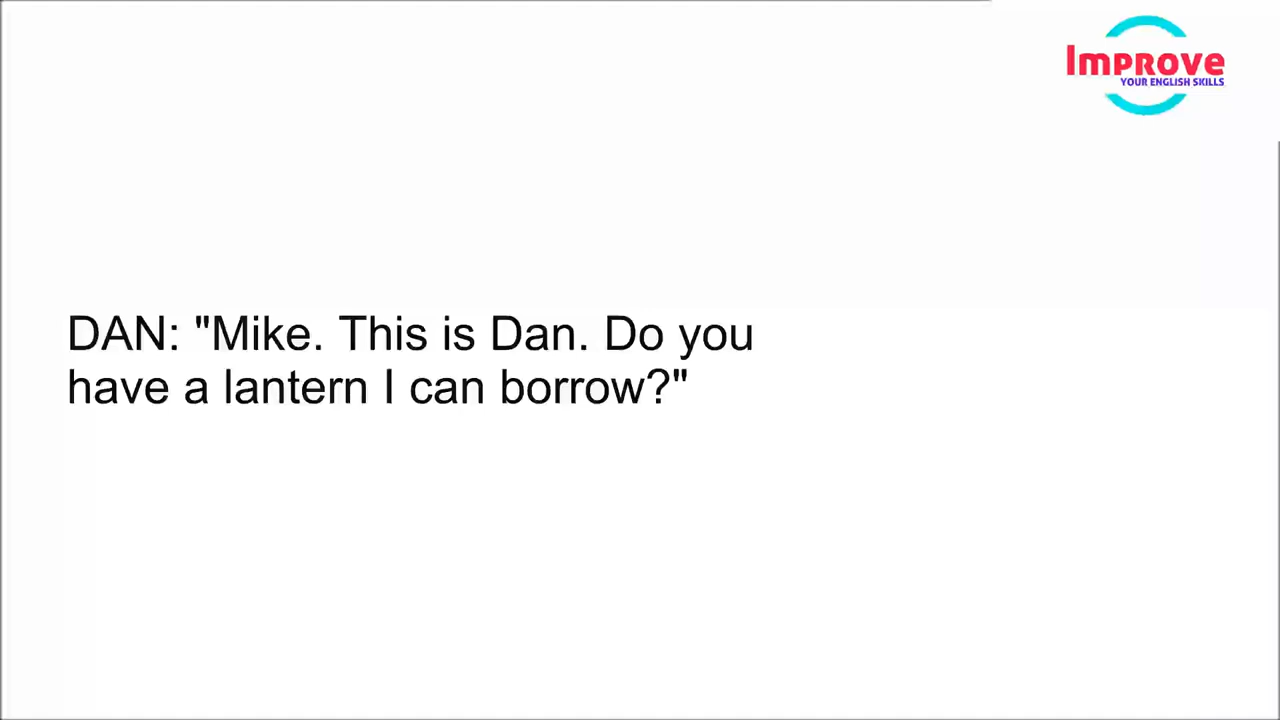 Improve
YOUR ENGLISH SKILLS
DAN: "Mike. This is Dan. Do you
have a lantern I can borrow?"